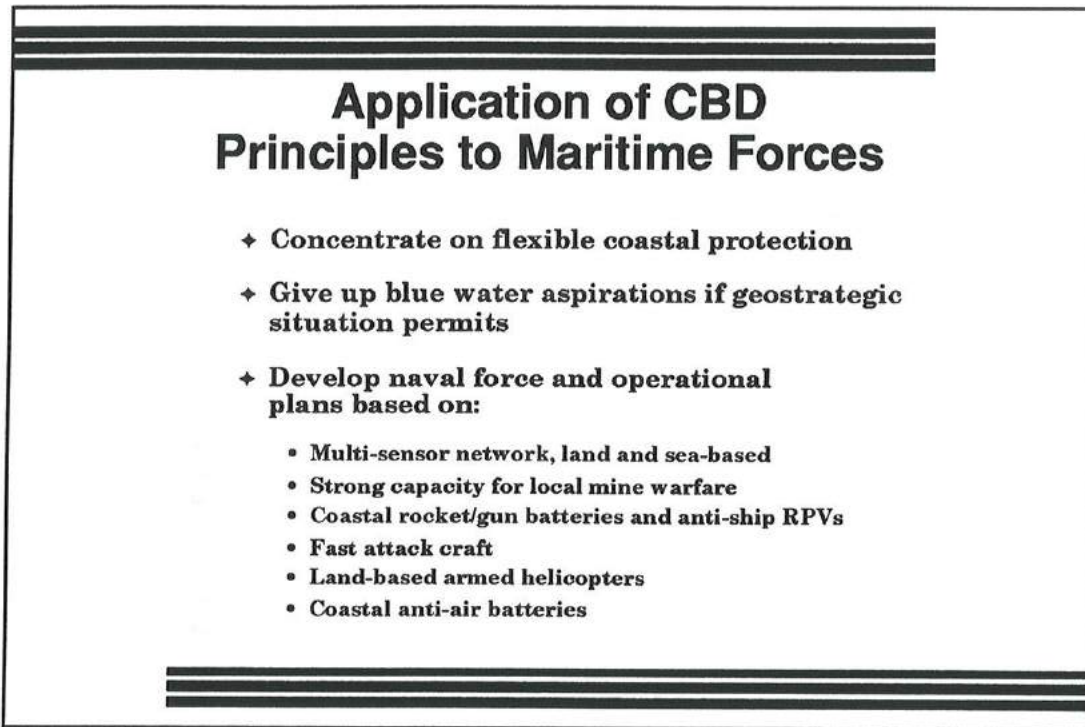 Application of CBD
Principles to Maritime Forces
✦ Concentrate on flexible coastal protection
✦ Give up blue water aspirations if geostrategic
situation permits
✦ Develop naval force and operational
plans based on:
• Multi-sensor network, land and sea-based
• Strong capacity for local mine warfare
• Coastal rocket/gun batteries and anti-ship RPVs
• Fast attack craft
• Land-based armed helicopters
• Coastal anti-air batteries